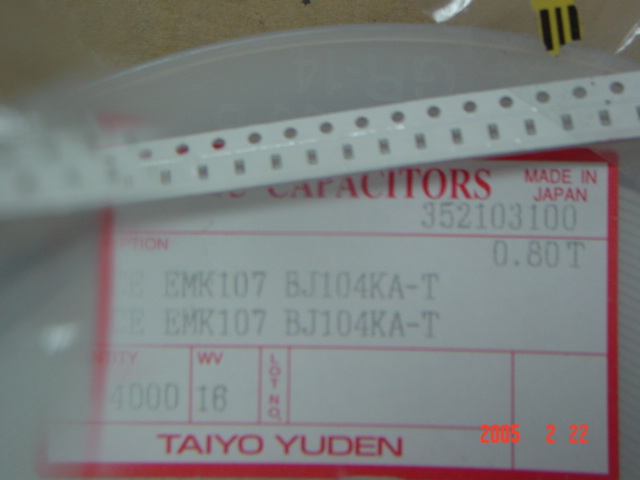 CAPACITORS
MADE IN
JAPAN
352103100
0.80T
EMK107 BJ104KA-T
EMK107 BJ104KA-T
WV
LOT NO.
4000
16
TAIYO YUDEN
2005 2 22